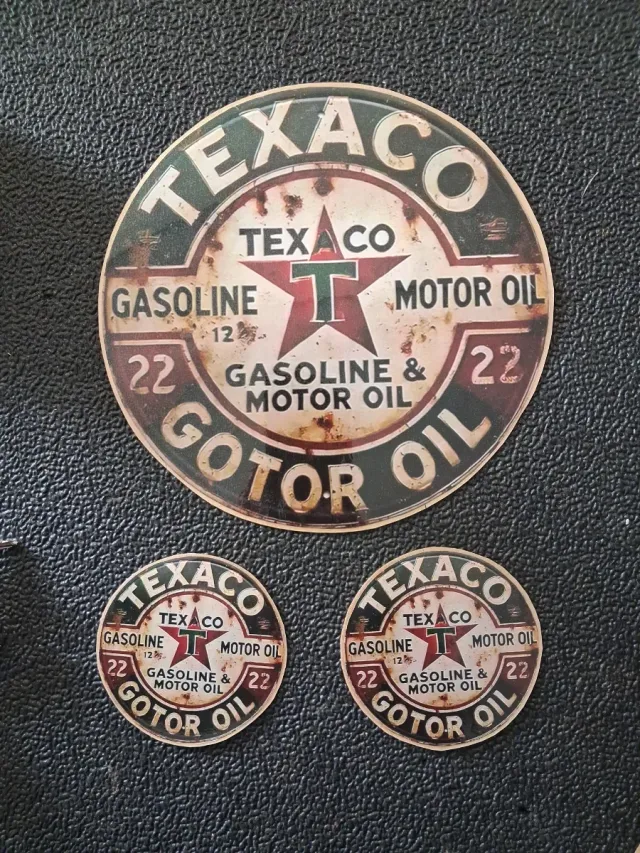 TEXACO
TEXACO
GASOLINE
MOTOR OIL
12
22
22
GASOLINE &
MOTOR OIL
GOTOR OIL
TEXACO
TEXACO
GASOLINE
MOTOR OIL
12
22
22
GASOLINE &
MOTOR OIL
GOTOR OIL
TEXACO
TEXACO
GASOLINE
MOTOR OIL
12
22
22
GASOLINE &
MOTOR OIL
GOTOR OIL